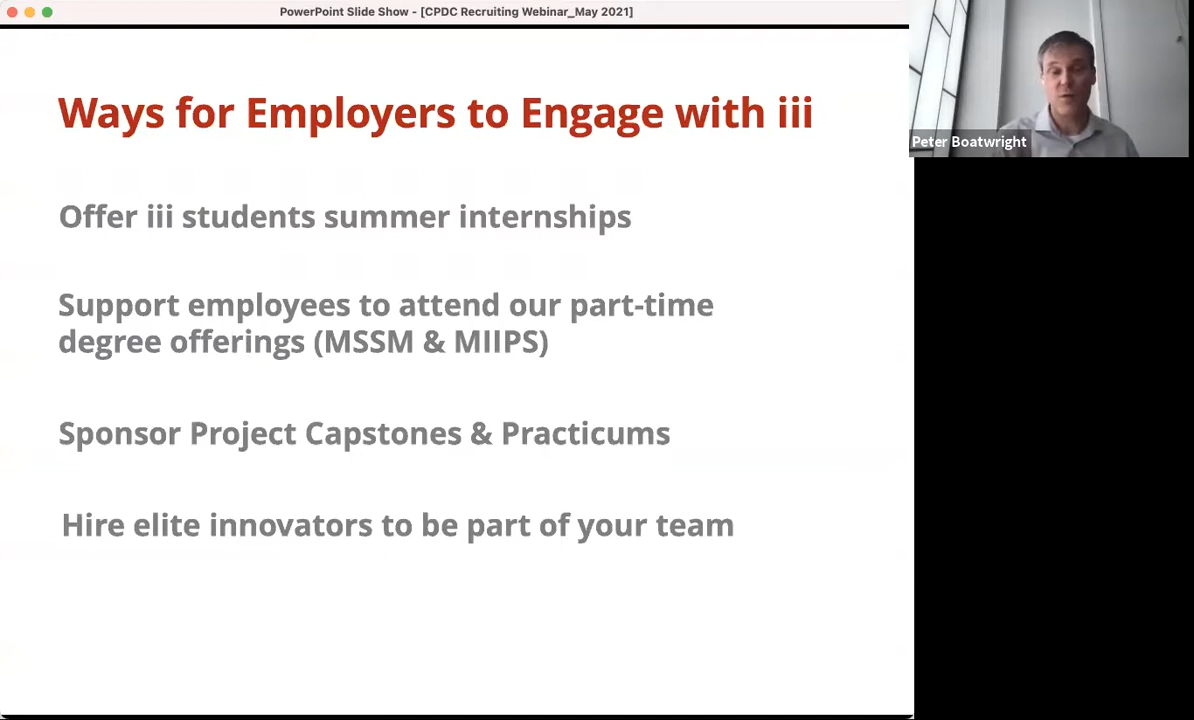 PowerPoint Slide Show - [CPDC Recruiting Webinar_May 2021]
Ways for Employers to Engage with iii
Peter Boatwright
Offer iii students summer internships
Support employees to attend our part-time
degree offerings (MSSM & MIIPS)
Sponsor Project Capstones & Practicums
Hire elite innovators to be part of your team